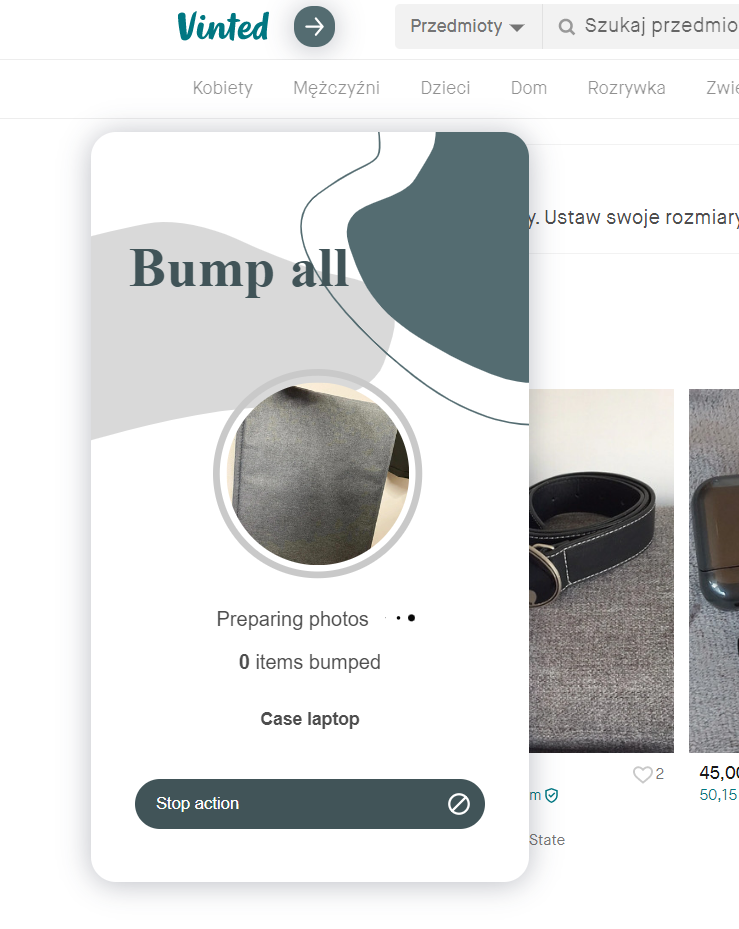 Vinted
Przedmioty
Szukaj przedmio
Kobiety
Mężczyźni
Dzieci
Dom
Rozrywka
Zwie
y. Ustaw swoje rozmiary
Bump all
Preparing photos
0 items bumped
Case laptop
Stop action
2
m
State
45,00
50,15